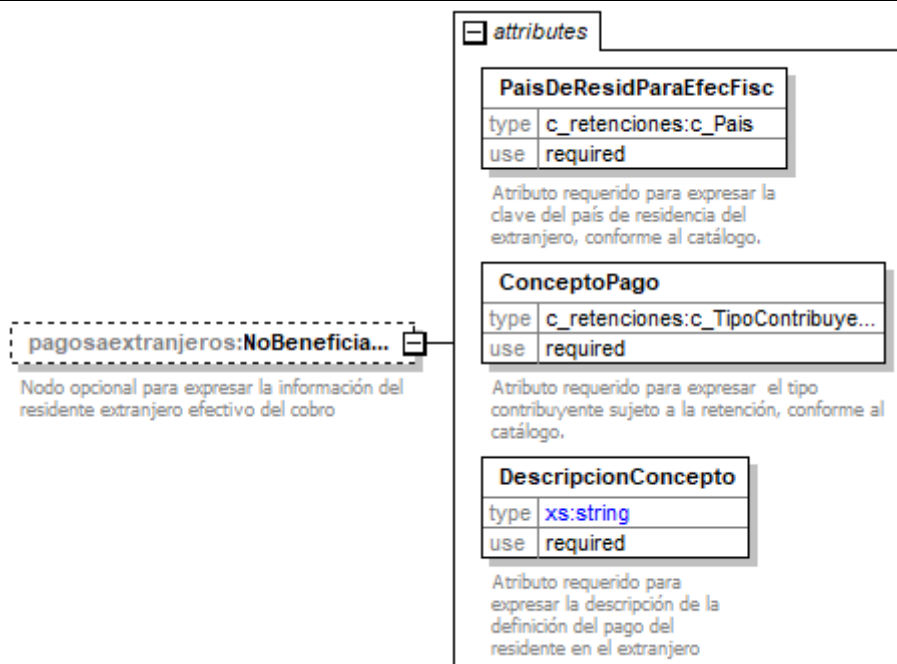 attributes
PaisDeResidParaEfecFisc
type c_retenciones:c_Pais
use required
Atributo requerido para expresar la
clave del país de residencia del
extranjero, conforme al catálogo.
ConceptoPago
type c_retenciones:c_TipoContribuye...
use required
pagosaextranjeros:NoBeneficia...
Nodo opcional para expresar la información del
residente extranjero efectivo del cobro
Atributo requerido para expresar el tipo
contribuyente sujeto a la retención, conforme al
catálogo.
DescripcionConcepto
type xs:string
use required
Atributo requerido para
expresar la descripción de la
definición del pago del
residente en el extranjero